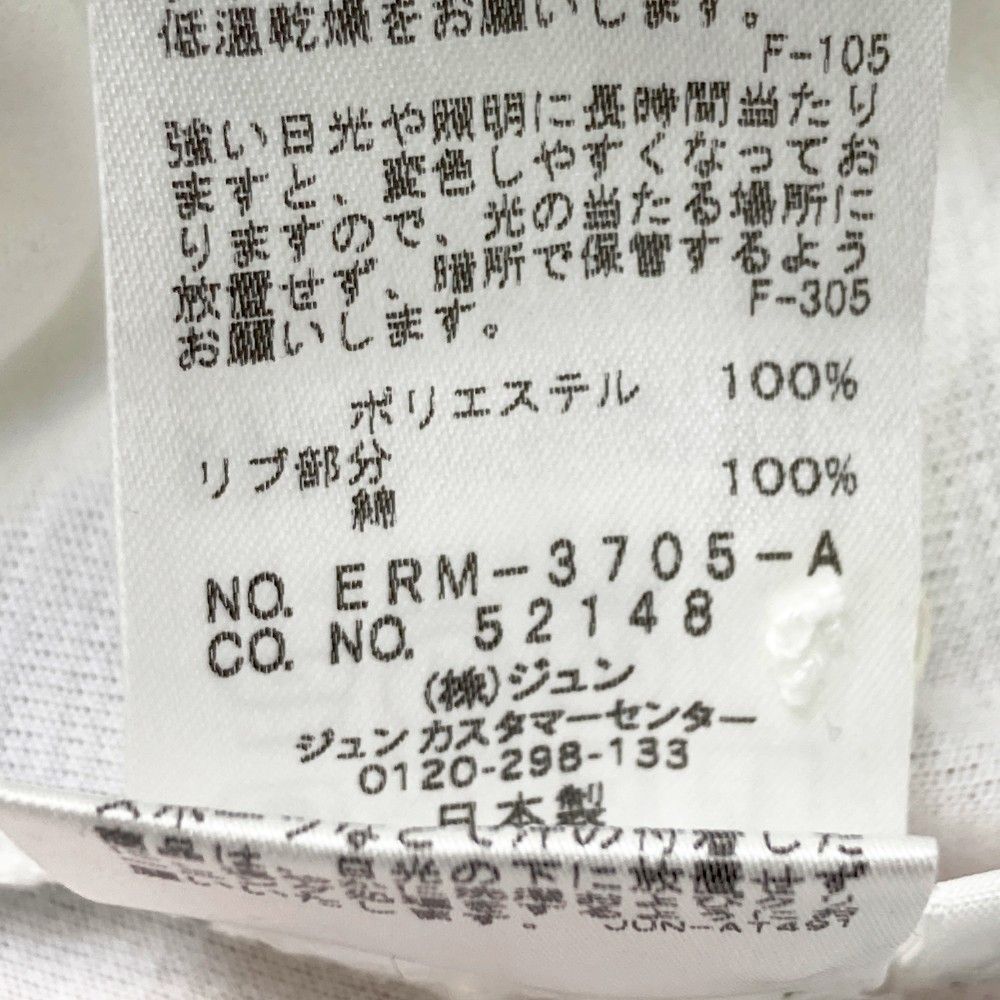 低温乾燥をお願いします。
F-105
強い日光や照明に長時間当たり
ますと、変色しやすくなってお
りますので、光の当たる場所に
放置せず、暗所で保管するよう
お願いします。
F-305
ポリエステル 100%
リブ部分
綿 100%
NO. ERM-3705-A
CO. NO. 52148
(株)ジュン
ジュンカスタマーセンター
0120-298-133
日本製